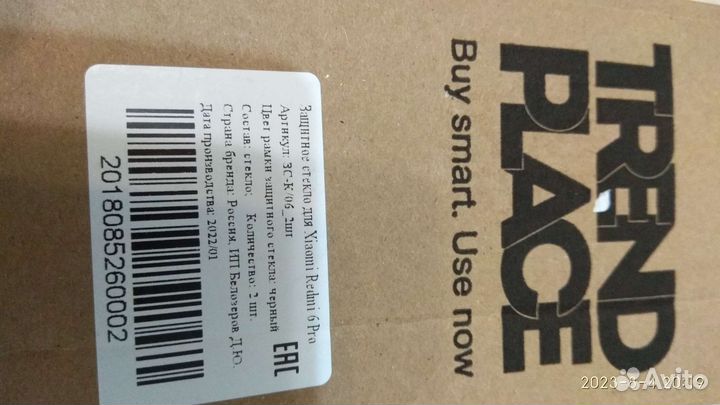 TREND
PLACE
Buy smart. Use now
Защитное стекло для Xiaomi Redmi 6 Pro
Артикул: ЗС-К/06_2шт
Цвет рамки защитного стекла: черный
Состав: стекло; Количество: 2 шт.
Страна бренда: Россия, ИП Белозеров Д.Ю.
Дата производства: 2022/01
EAC
2018085260002
Avito